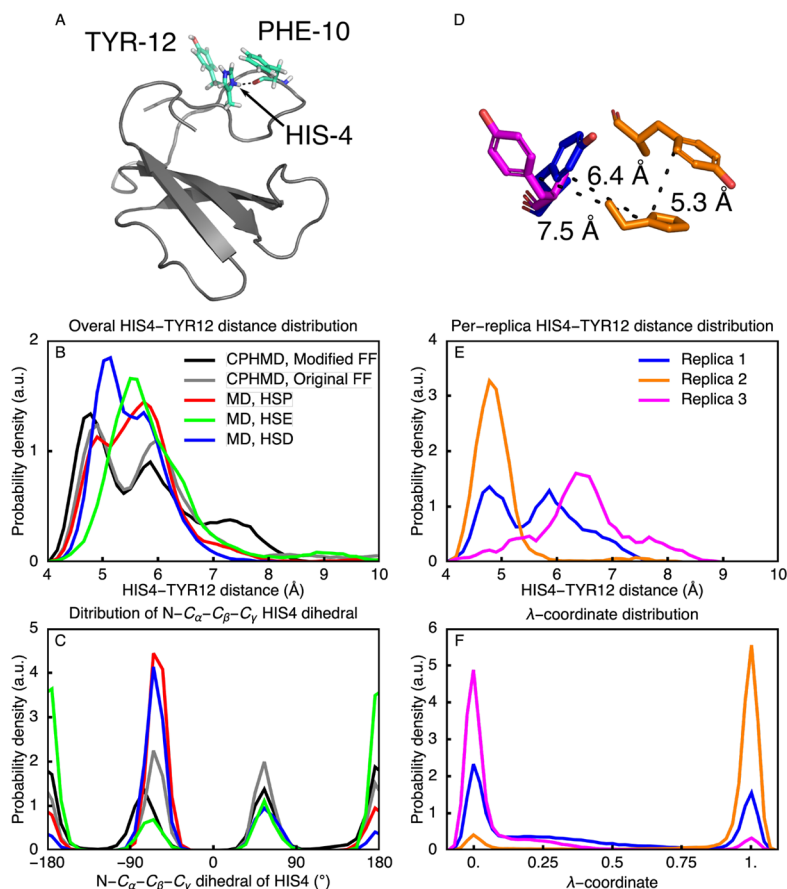 A
TYR-12
PHE-10
HIS-4
D
6.4 Å
5.3 Å
7.5 Å
Overal HIS4–TYR12 distance distribution
B
CPHMD, Modified FF
CPHMD, Original FF
MD, HSP
MD, HSE
MD, HSD
Probability density (a.u.)
2
1
0
4 5 6 7 8 9 10
HIS4–TYR12 distance (Å)
Per-replica HIS4–TYR12 distance distribution
E
Replica 1
Replica 2
Replica 3
Probability density (a.u.)
4
3
2
1
0
4 5 6 7 8 9 10
HIS4–TYR12 distance (Å)
Ditribution of N–Cα–Cβ–Cγ HIS4 dihedral
C
Probability density (a.u.)
5
4
3
2
1
0
−180 −90 0 90 180
N–Cα–Cβ–Cγ dihedral of HIS4 (°)
λ-coordinate distribution
F
Probability density (a.u.)
6
5
4
3
2
1
0
0. 0.25 0.5 0.75 1.
λ-coordinate